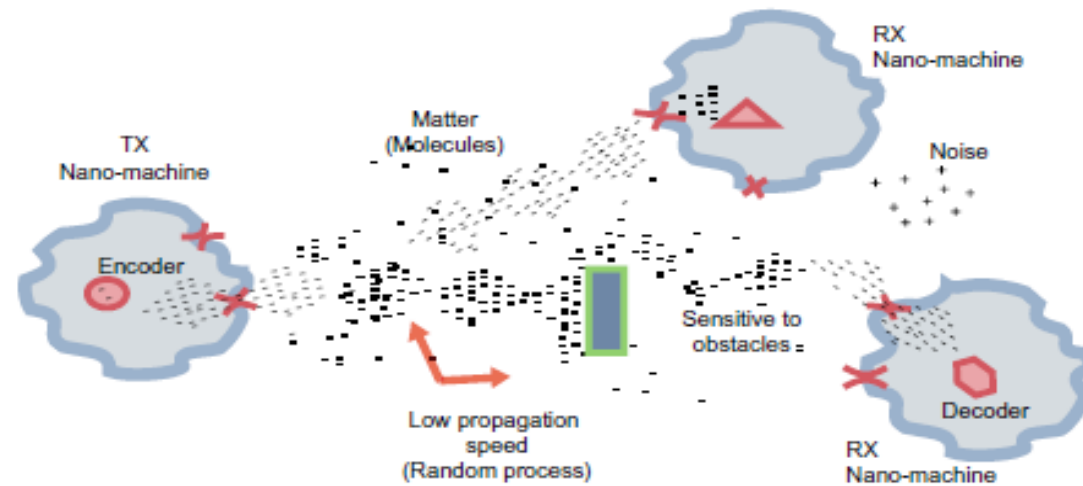 RX
Nano-machine
Matter
(Molecules)
TX
Nano-machine
Noise
Encoder
Sensitive to
obstacles
Decoder
Low propagation
speed
(Random process)
RX
Nano-machine